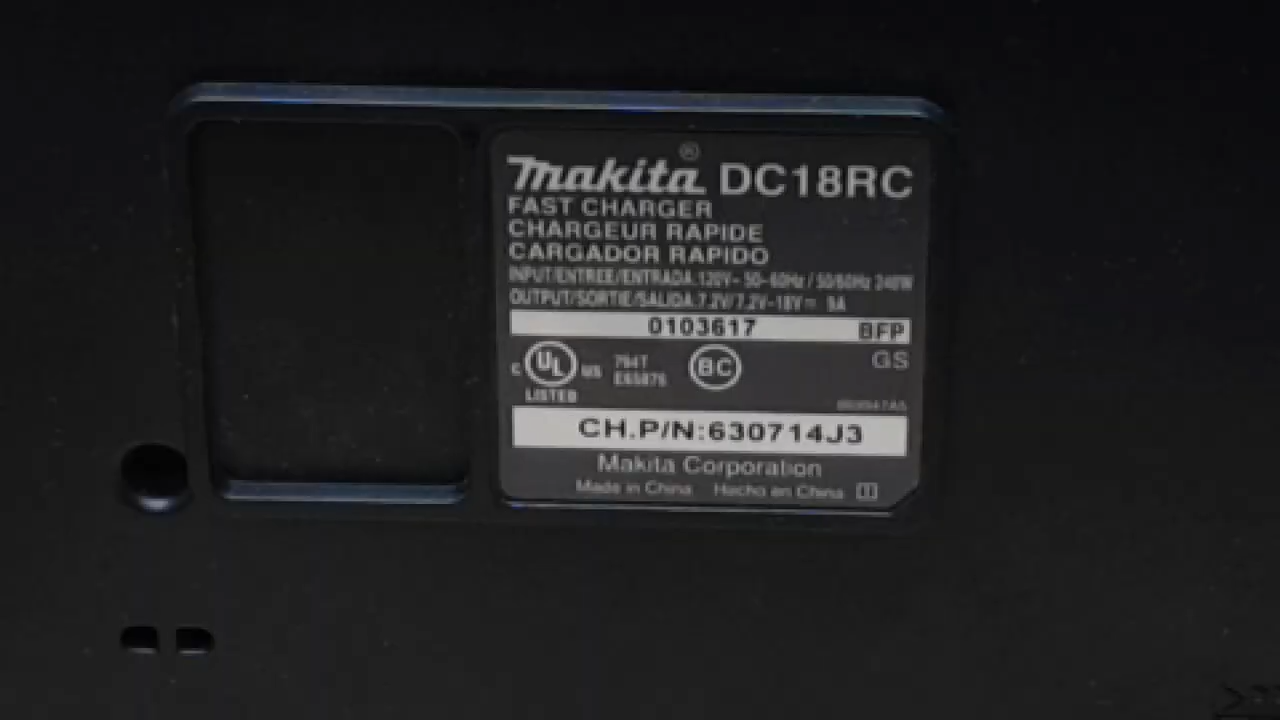 makita® DC18RC
FAST CHARGER
CHARGEUR RAPIDE
CARGADOR RAPIDO
INPUT/ENTREE/ENTRADA:120V~ 50-60Hz / 50/60Hz 240W
OUTPUT/SORTIE/SALIDA:7.2V/7.2V-18V⎓ 9A
0103617 BFP
C UL US 794T BC GS
E65876
LISTED
CH.P/N:630714J3
Makita Corporation
Made in China Hecho en China